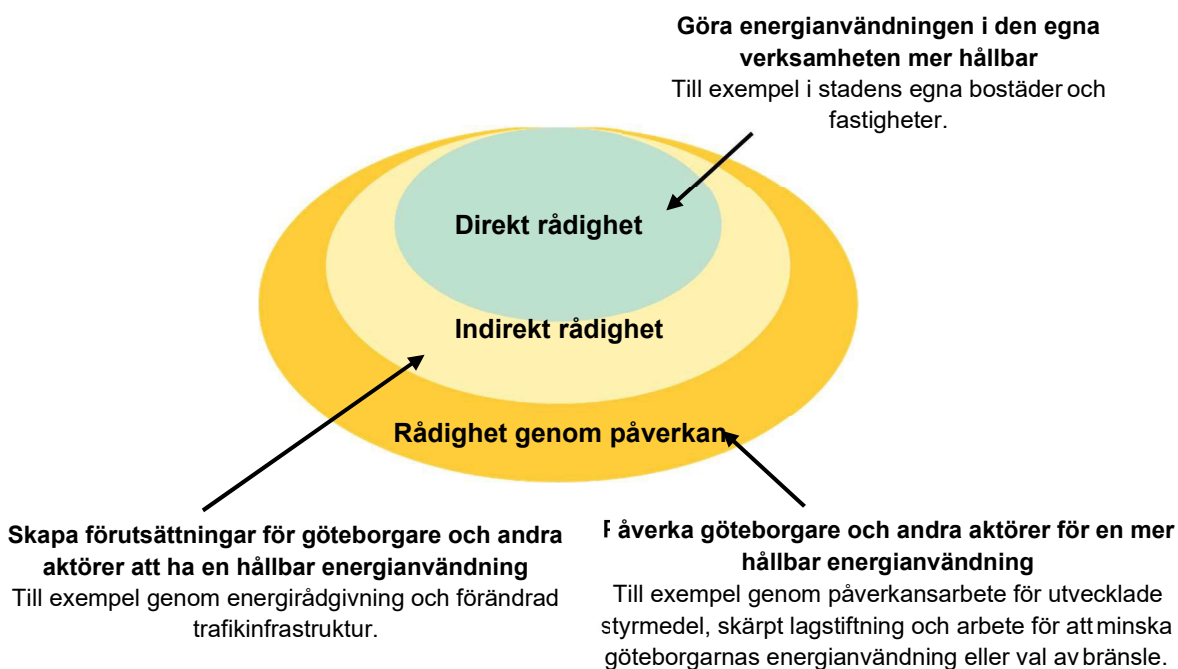 Göra energianvändningen i den egna
verksamheten mer hållbar
Till exempel i stadens egna bostäder och
fastigheter.
Direkt rådighet
Indirekt rådighet
Rådighet genom påverkan
Skapa förutsättningar för göteborgare och andra
aktörer att ha en hållbar energianvändning
Till exempel genom energirådgivning och förändrad
trafikinfrastruktur.
Påverka göteborgare och andra aktörer för en mer
hållbar energianvändning
Till exempel genom påverkansarbete för utvecklade
styrmedel, skärpt lagstiftning och arbete för att minska
göteborgarnas energianvändning eller val av bränsle.